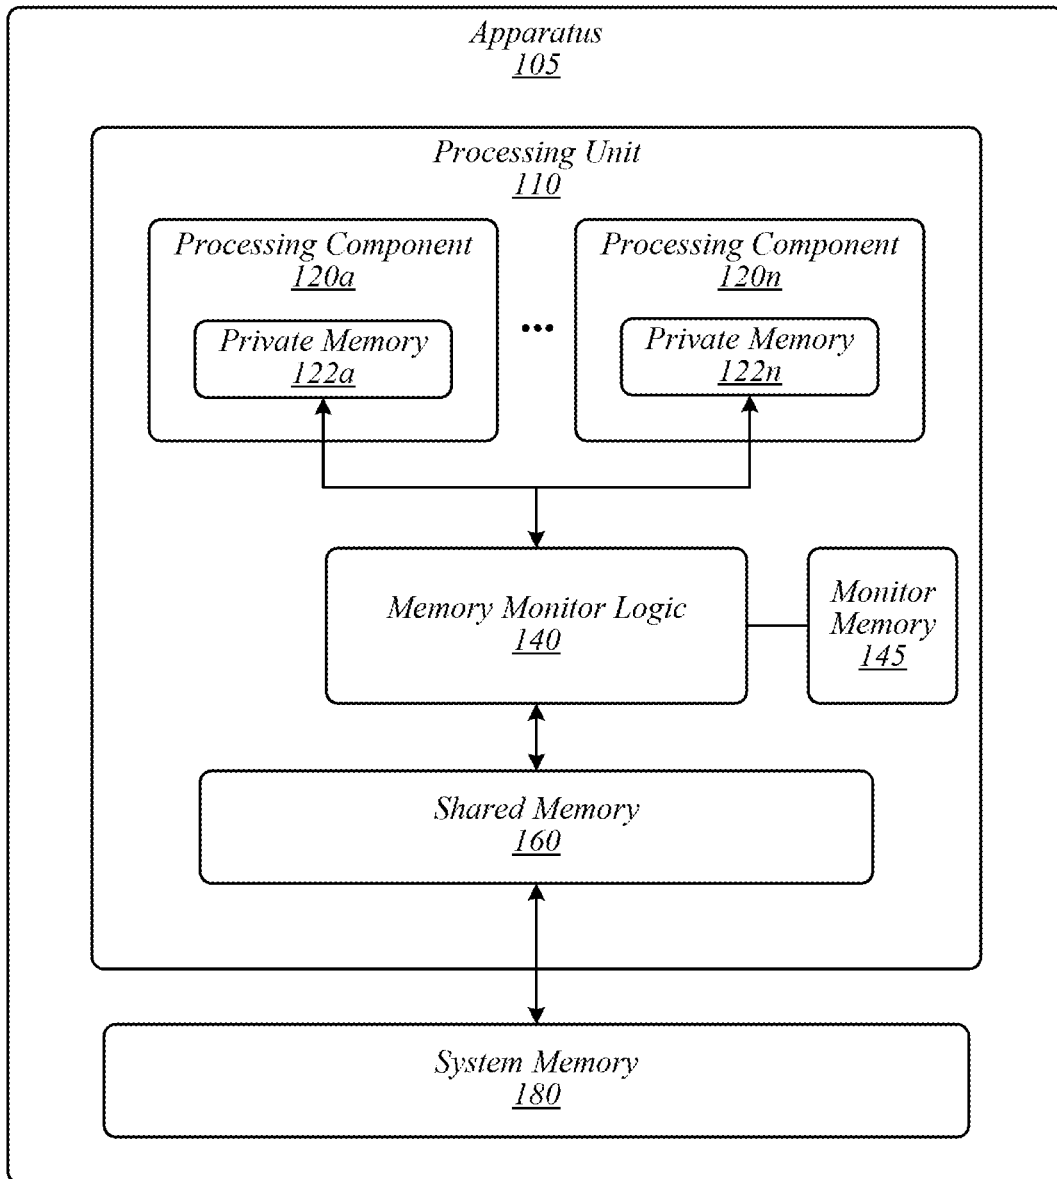 Apparatus
105
Processing Unit
110
Processing Component
120a
Private Memory
122a
...
Processing Component
120n
Private Memory
122n
Memory Monitor Logic
140
Monitor
Memory
145
Shared Memory
160
System Memory
180